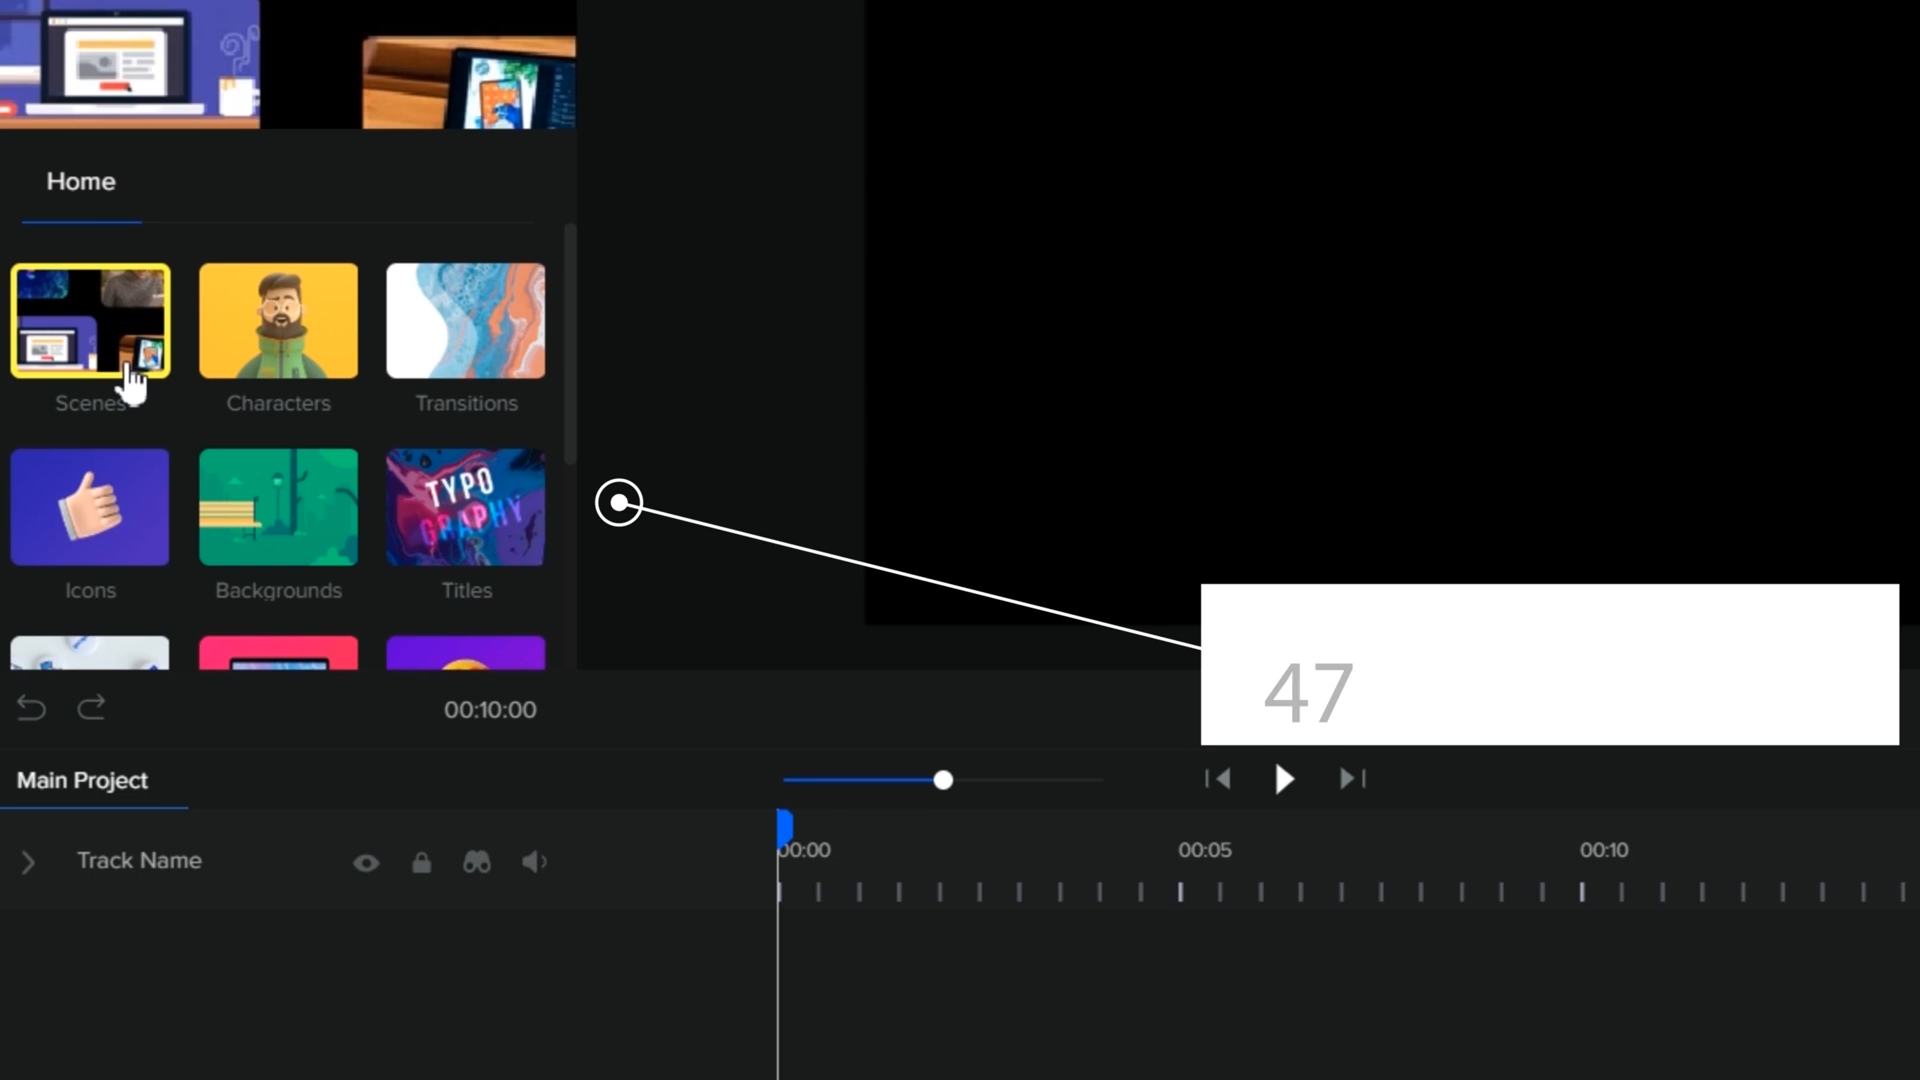 Home
Scenes
Characters
Transitions
TYPO
GRAPHY
Icons
Backgrounds
Titles
47
00:10:00
Main Project
Track Name
00:00
00:05
00:10